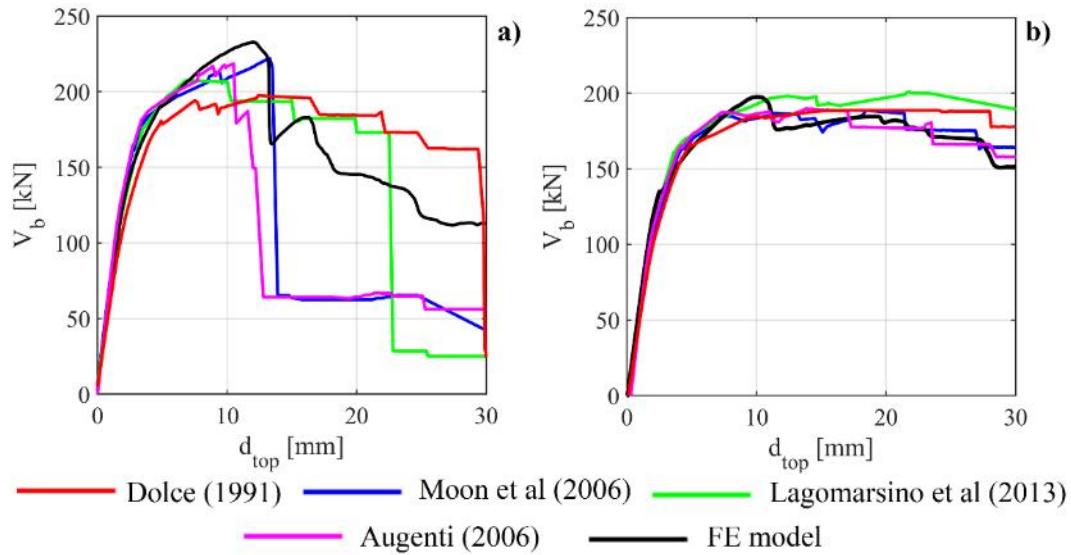 a)
250
200
150
100
50
0
V_b [kN]
0 10 20 30
d_top [mm]
b)
250
200
150
100
50
0
V_b [kN]
0 10 20 30
d_top [mm]
Dolce (1991) Moon et al (2006) Lagomarsino et al (2013)
Augenti (2006) FE model